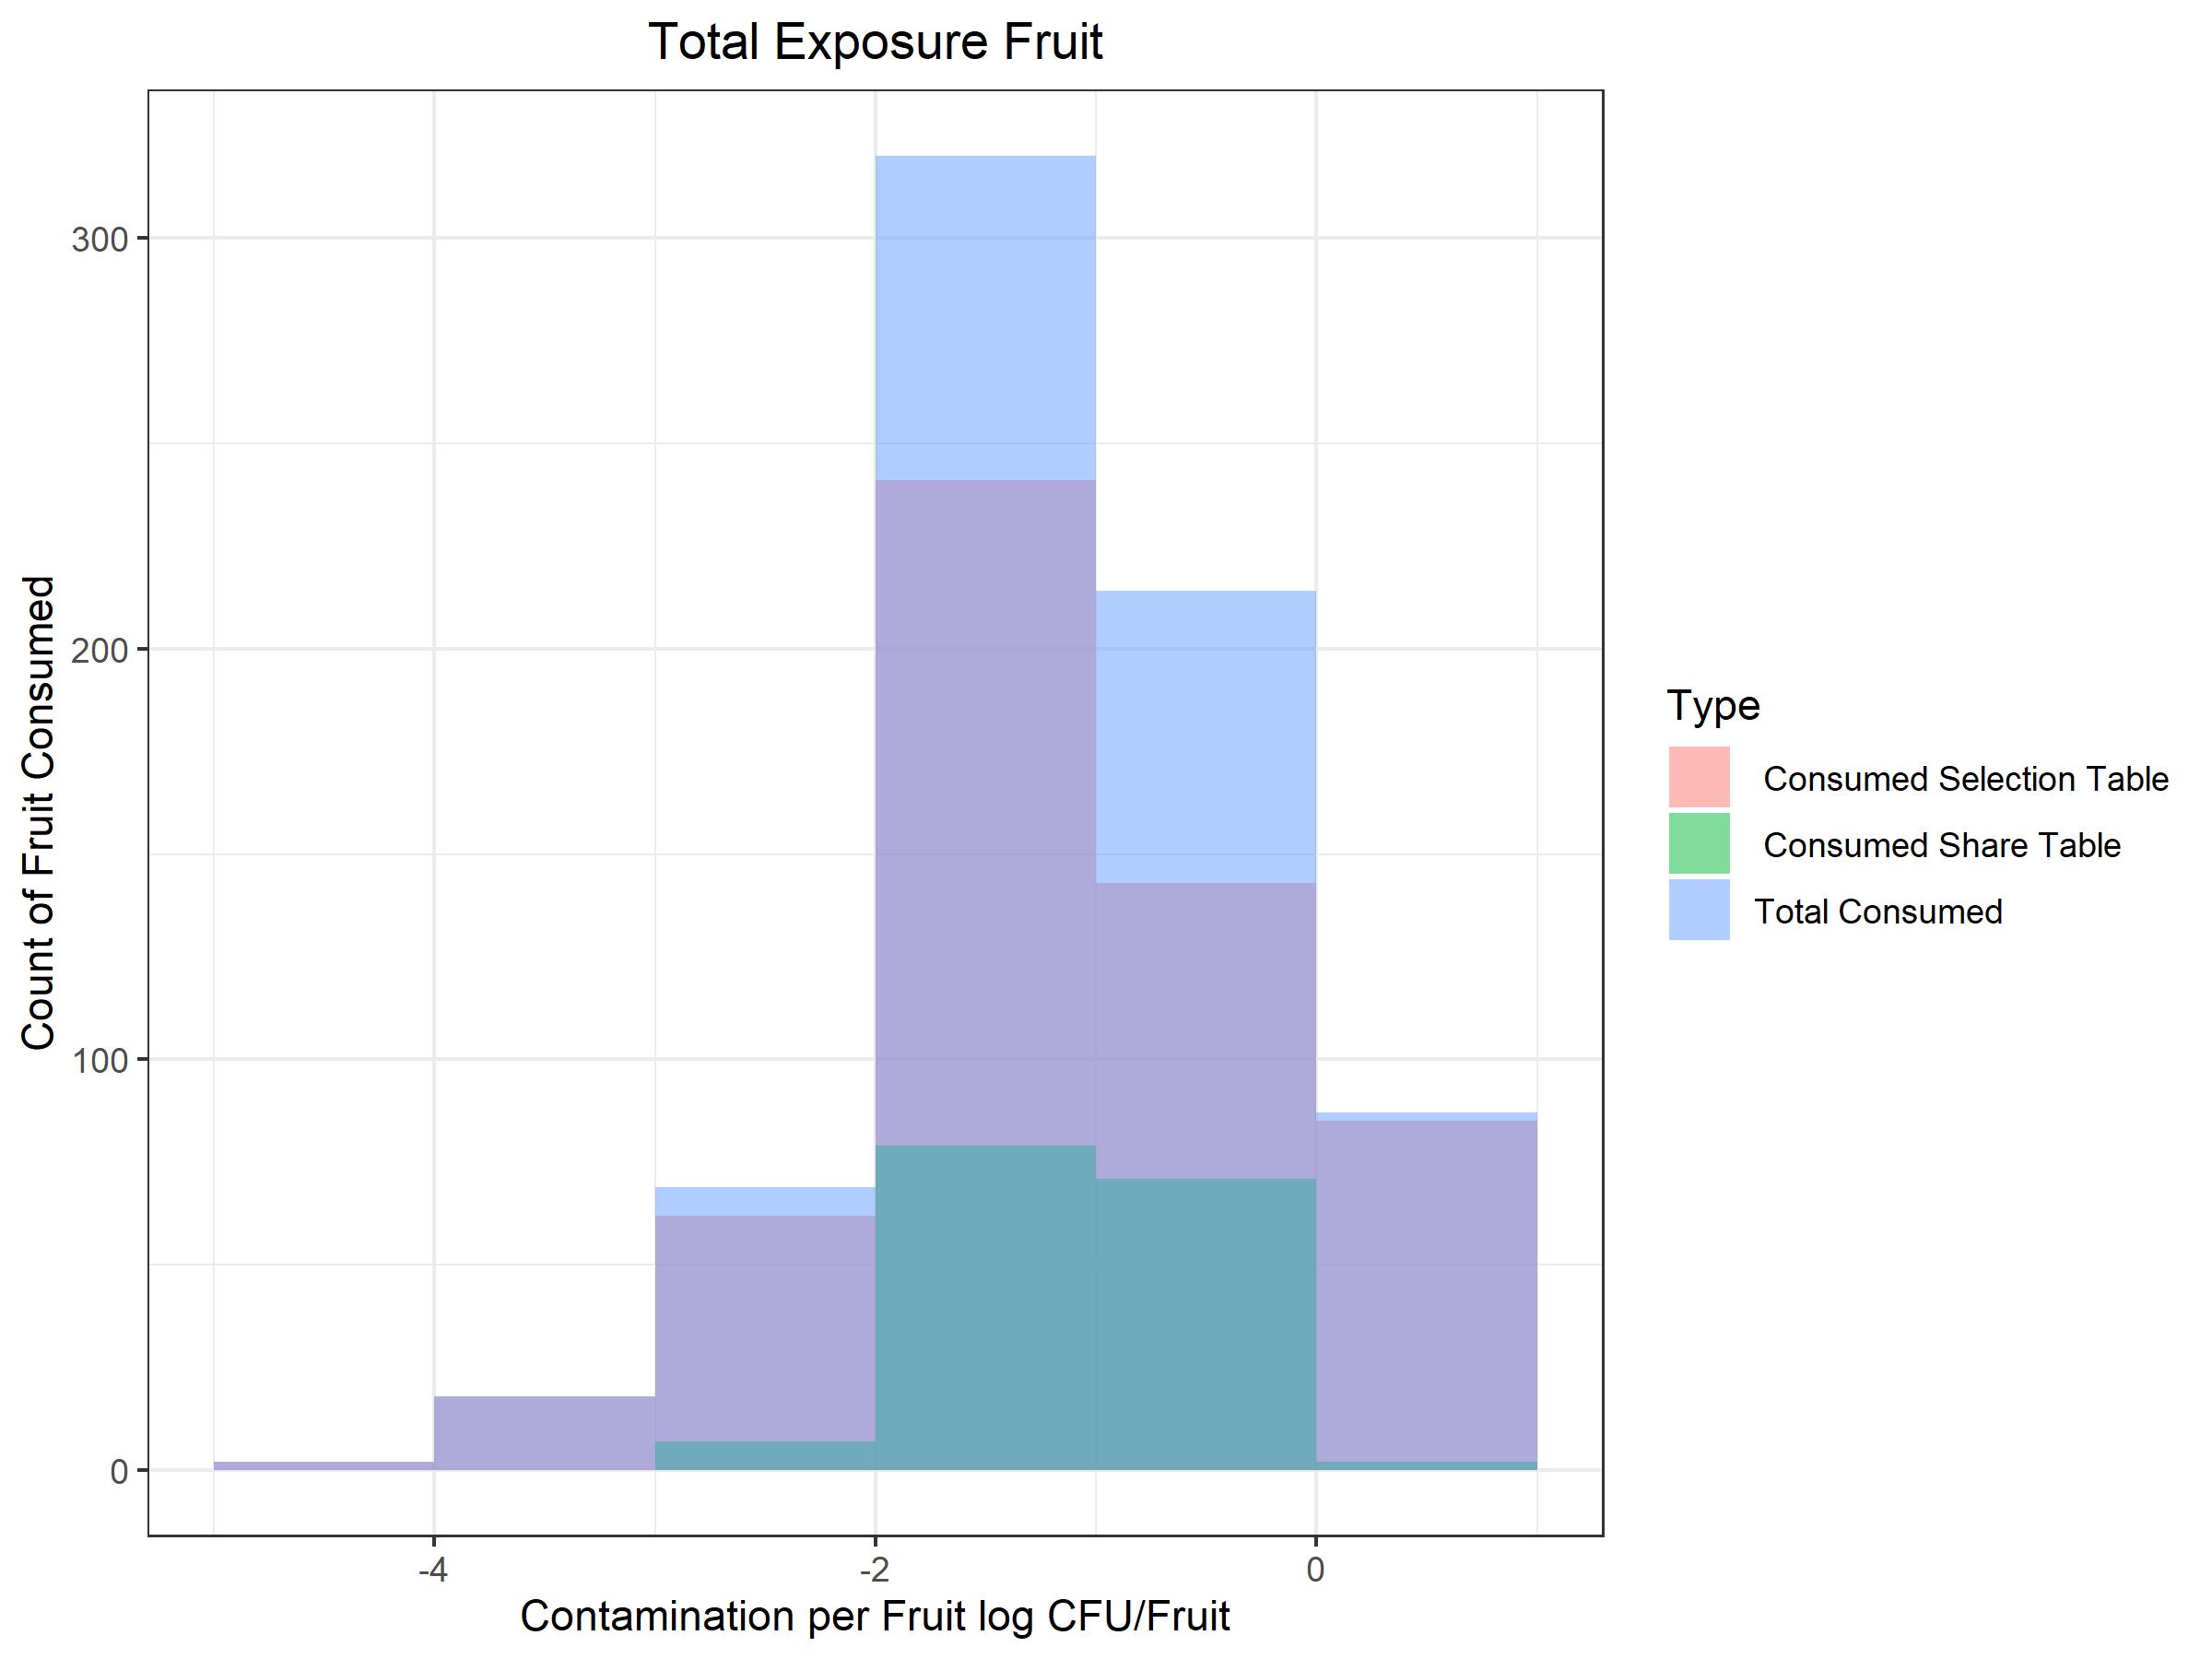 Total Exposure Fruit
Count of Fruit Consumed
300
200
100
0
-4
-2
0
Contamination per Fruit log CFU/Fruit
Type
Consumed Selection Table
Consumed Share Table
Total Consumed